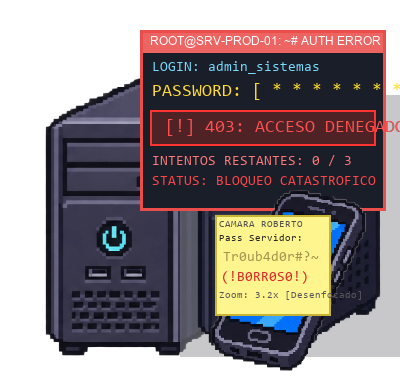 ROOT@SRV-PROD-01: ~# AUTH ERROR
LOGIN: admin_sistemas
PASSWORD: [ * * * * * * *
[!] 403: ACCESO DENEGADO
INTENTOS RESTANTES: 0 / 3
STATUS: BLOQUEO CATASTROFICO
CAMARA ROBERTO
Pass Servidor:
Tr0ub4d0r#?~
(!B0RR0S0!)
Zoom: 3.2x [Desenfocado]